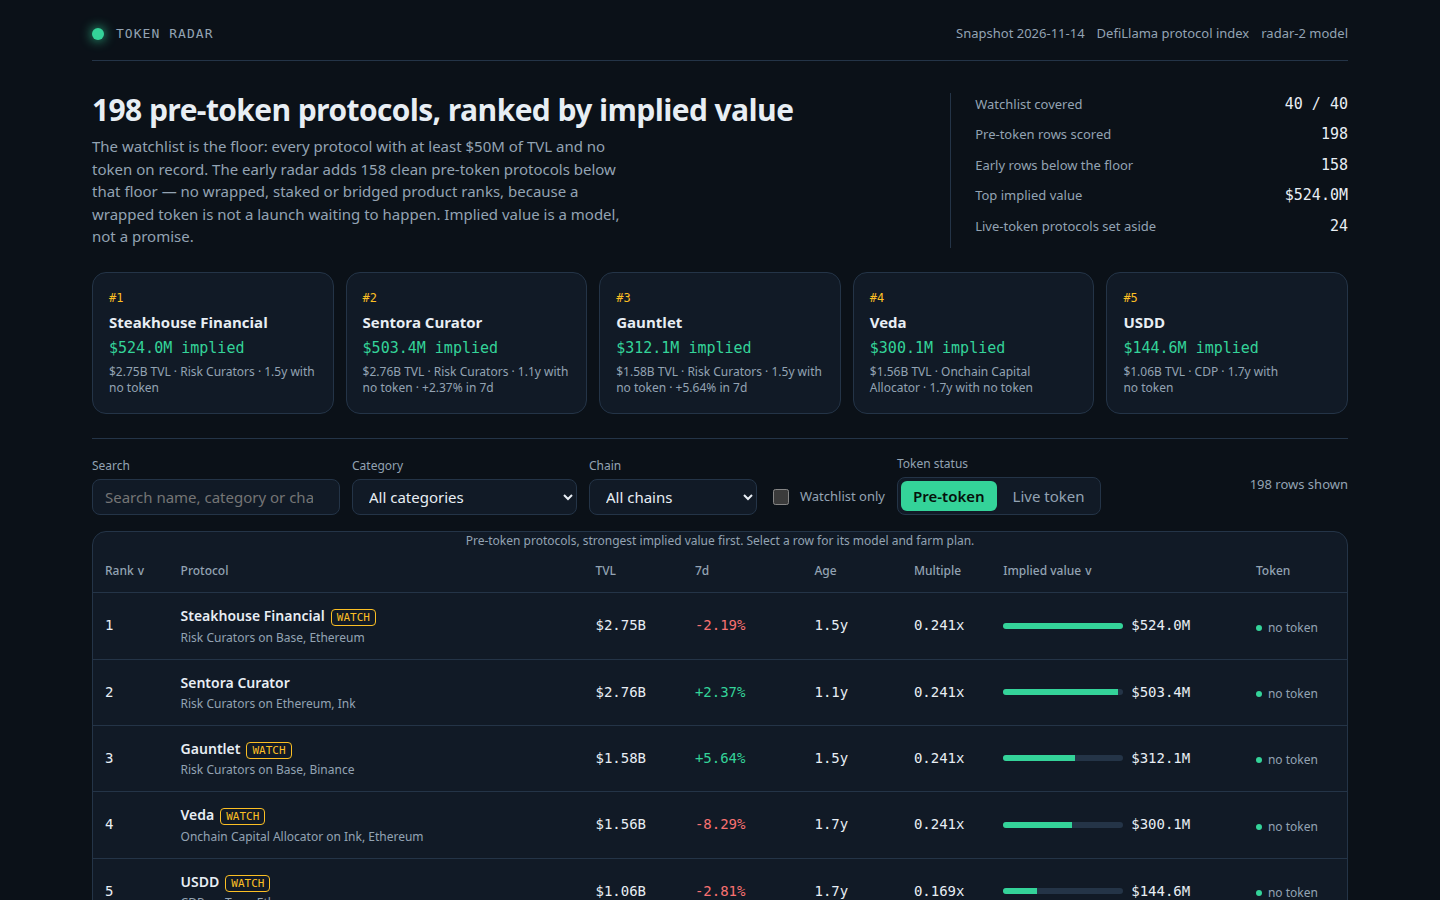 TOKEN RADAR
Snapshot 2026-11-14 DefiLlama protocol index radar-2 model
198 pre-token protocols, ranked by implied value
The watchlist is the floor: every protocol with at least $50M of TVL and no
token on record. The early radar adds 158 clean pre-token protocols below
that floor — no wrapped, staked or bridged product ranks, because a
wrapped token is not a launch waiting to happen. Implied value is a model,
not a promise.
Watchlist covered 40 / 40
Pre-token rows scored 198
Early rows below the floor 158
Top implied value $524.0M
Live-token protocols set aside 24
#1
Steakhouse Financial
$524.0M implied
$2.75B TVL · Risk Curators · 1.5y with
no token
#2
Sentora Curator
$503.4M implied
$2.76B TVL · Risk Curators · 1.1y with
no token · +2.37% in 7d
#3
Gauntlet
$312.1M implied
$1.58B TVL · Risk Curators · 1.5y with
no token · +5.64% in 7d
#4
Veda
$300.1M implied
$1.56B TVL · Onchain Capital
Allocator · 1.7y with no token
#5
USDD
$144.6M implied
$1.06B TVL · CDP · 1.7y with
no token
Search
Search name, category or cha
Category
All categories
Chain
All chains
Watchlist only
Token status
Pre-token Live token
198 rows shown
Pre-token protocols, strongest implied value first. Select a row for its model and farm plan.
Rank v Protocol TVL 7d Age Multiple Implied value v Token
1 Steakhouse Financial WATCH $2.75B -2.19% 1.5y 0.241x $524.0M no token
Risk Curators on Base, Ethereum
2 Sentora Curator $2.76B +2.37% 1.1y 0.241x $503.4M no token
Risk Curators on Ethereum, Ink
3 Gauntlet WATCH $1.58B +5.64% 1.5y 0.241x $312.1M no token
Risk Curators on Base, Binance
4 Veda WATCH $1.56B -8.29% 1.7y 0.241x $300.1M no token
Onchain Capital Allocator on Ink, Ethereum
5 USDD WATCH $1.06B -2.81% 1.7y 0.169x $144.6M no token